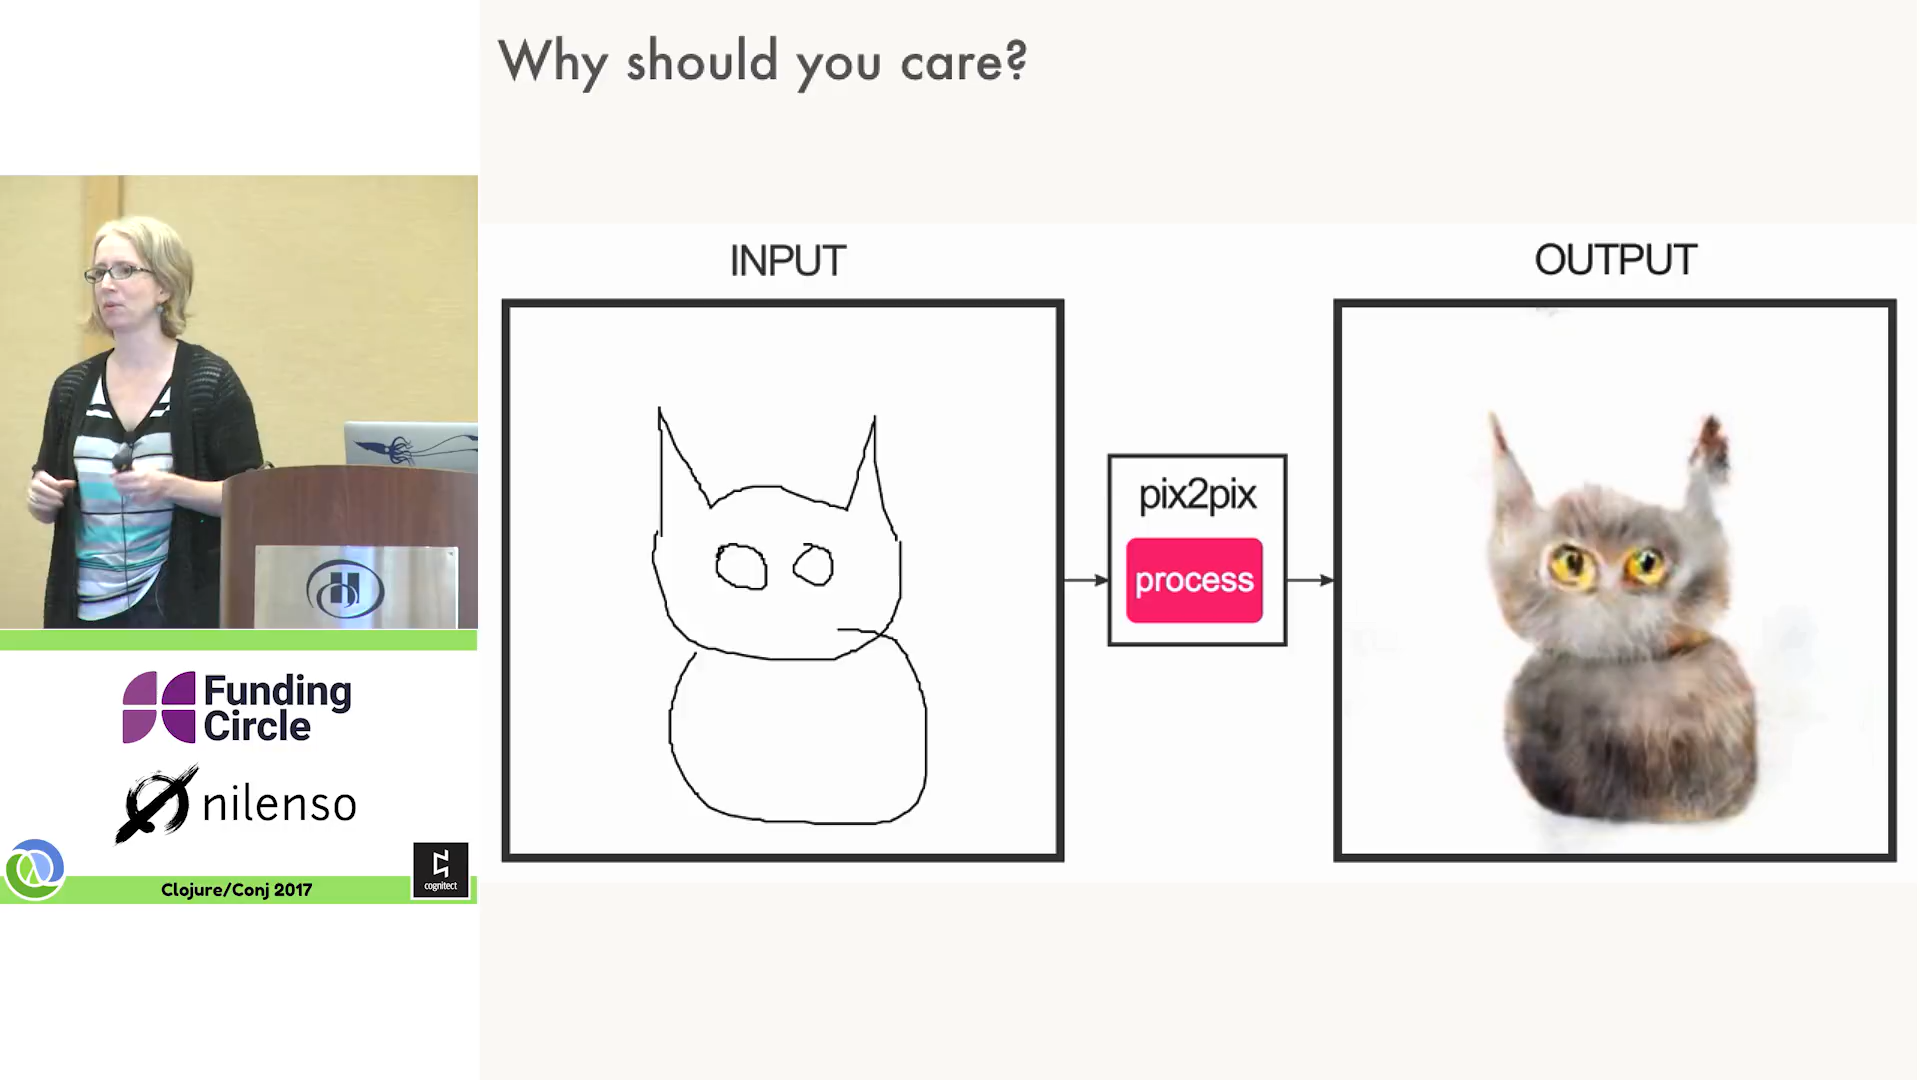 Why should you care?
INPUT
OUTPUT
pix2pix
process
Funding
Circle
nilenso
cognitect
Clojure/Conj 2017